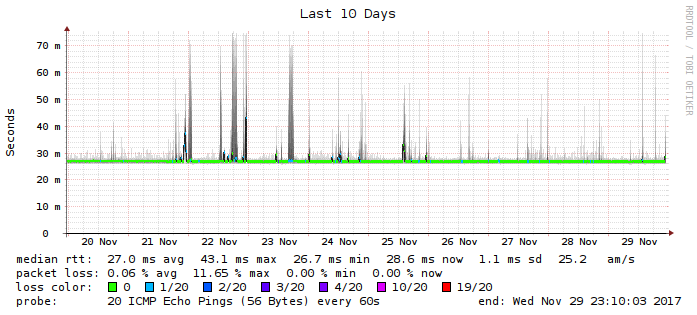 Last 10 Days
RRDTOOL / TOBI OETIKER
Seconds
70 m
60 m
50 m
40 m
30 m
20 m
10 m
0
20 Nov 21 Nov 22 Nov 23 Nov 24 Nov 25 Nov 26 Nov 27 Nov 28 Nov 29 Nov
median rtt: 27.0 ms avg 43.1 ms max 26.7 ms min 28.6 ms now 1.1 ms sd 25.2 am/s
packet loss: 0.06 % avg 11.65 % max 0.00 % min 0.00 % now
loss color: 0 1/20 2/20 3/20 4/20 10/20 19/20
probe: 20 ICMP Echo Pings (56 Bytes) every 60s end: Wed Nov 29 23:10:03 2017